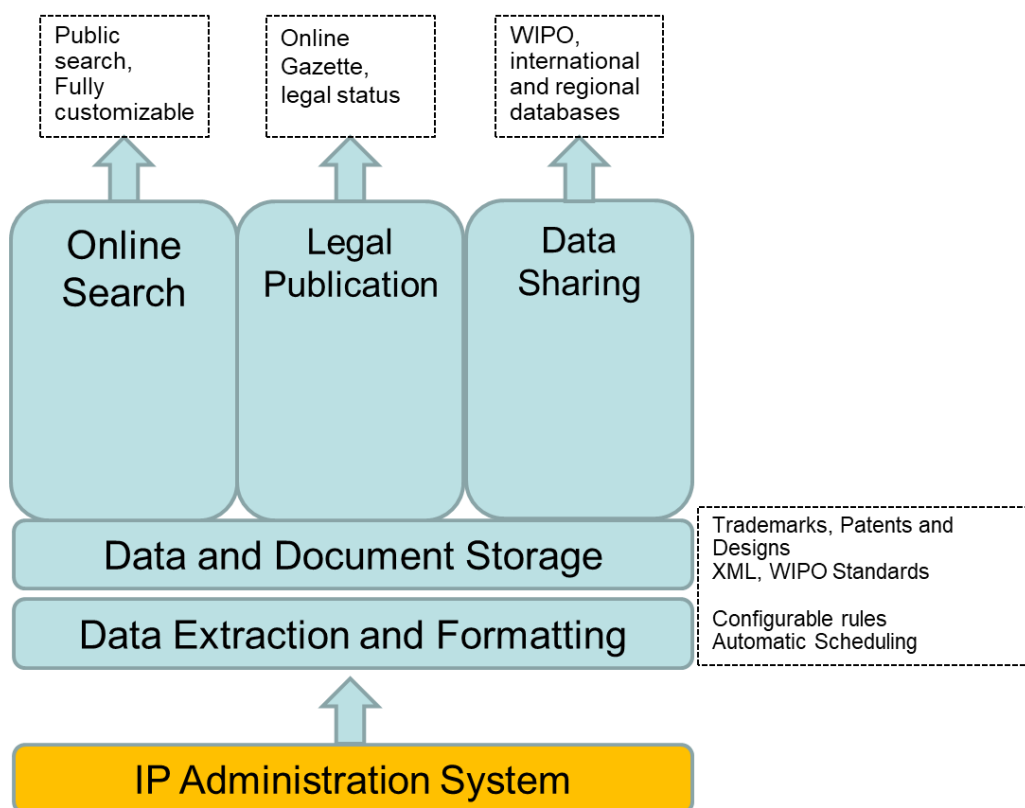 Public
search,
Fully
customizable
Online
Gazette,
legal status
WIPO,
international
and regional
databases
Online
Search
Legal
Publication
Data
Sharing
Data and Document Storage
Trademarks, Patents and
Designs
XML, WIPO Standards
Configurable rules
Automatic Scheduling
Data Extraction and Formatting
IP Administration System